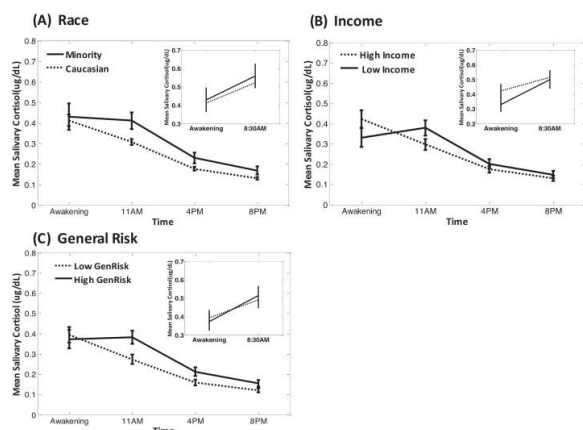 (A) Race
Mean Salivary Cortisol(ug/dL)
0.8
0.7
0.6
0.5
0.4
0.3
0.2
0.1
0
Minority
Caucasian
Mean Salivary Cortisol(ug/dL)
0.7
0.6
0.5
0.4
0.3
Awakening 8:30AM
Awakening 11AM 4PM 8PM
Time
(B) Income
Mean Salivary Cortisol(ug/dL)
0.8
0.7
0.6
0.5
0.4
0.3
0.2
0.1
0
High Income
Low Income
Mean Salivary Cortisol(ug/dL)
0.7
0.6
0.5
0.4
0.3
Awakening 8:30AM
Awakening 11AM 4PM 8PM
Time
(C) General Risk
Mean Salivary Cortisol (ug/dL)
0.8
0.7
0.6
0.5
0.4
0.3
0.2
0.1
0
Low GenRisk
High GenRisk
Mean Salivary Cortisol(ug/dL)
0.7
0.6
0.5
0.4
0.3
Awakening 8:30AM
Awakening 11AM 4PM 8PM
Time